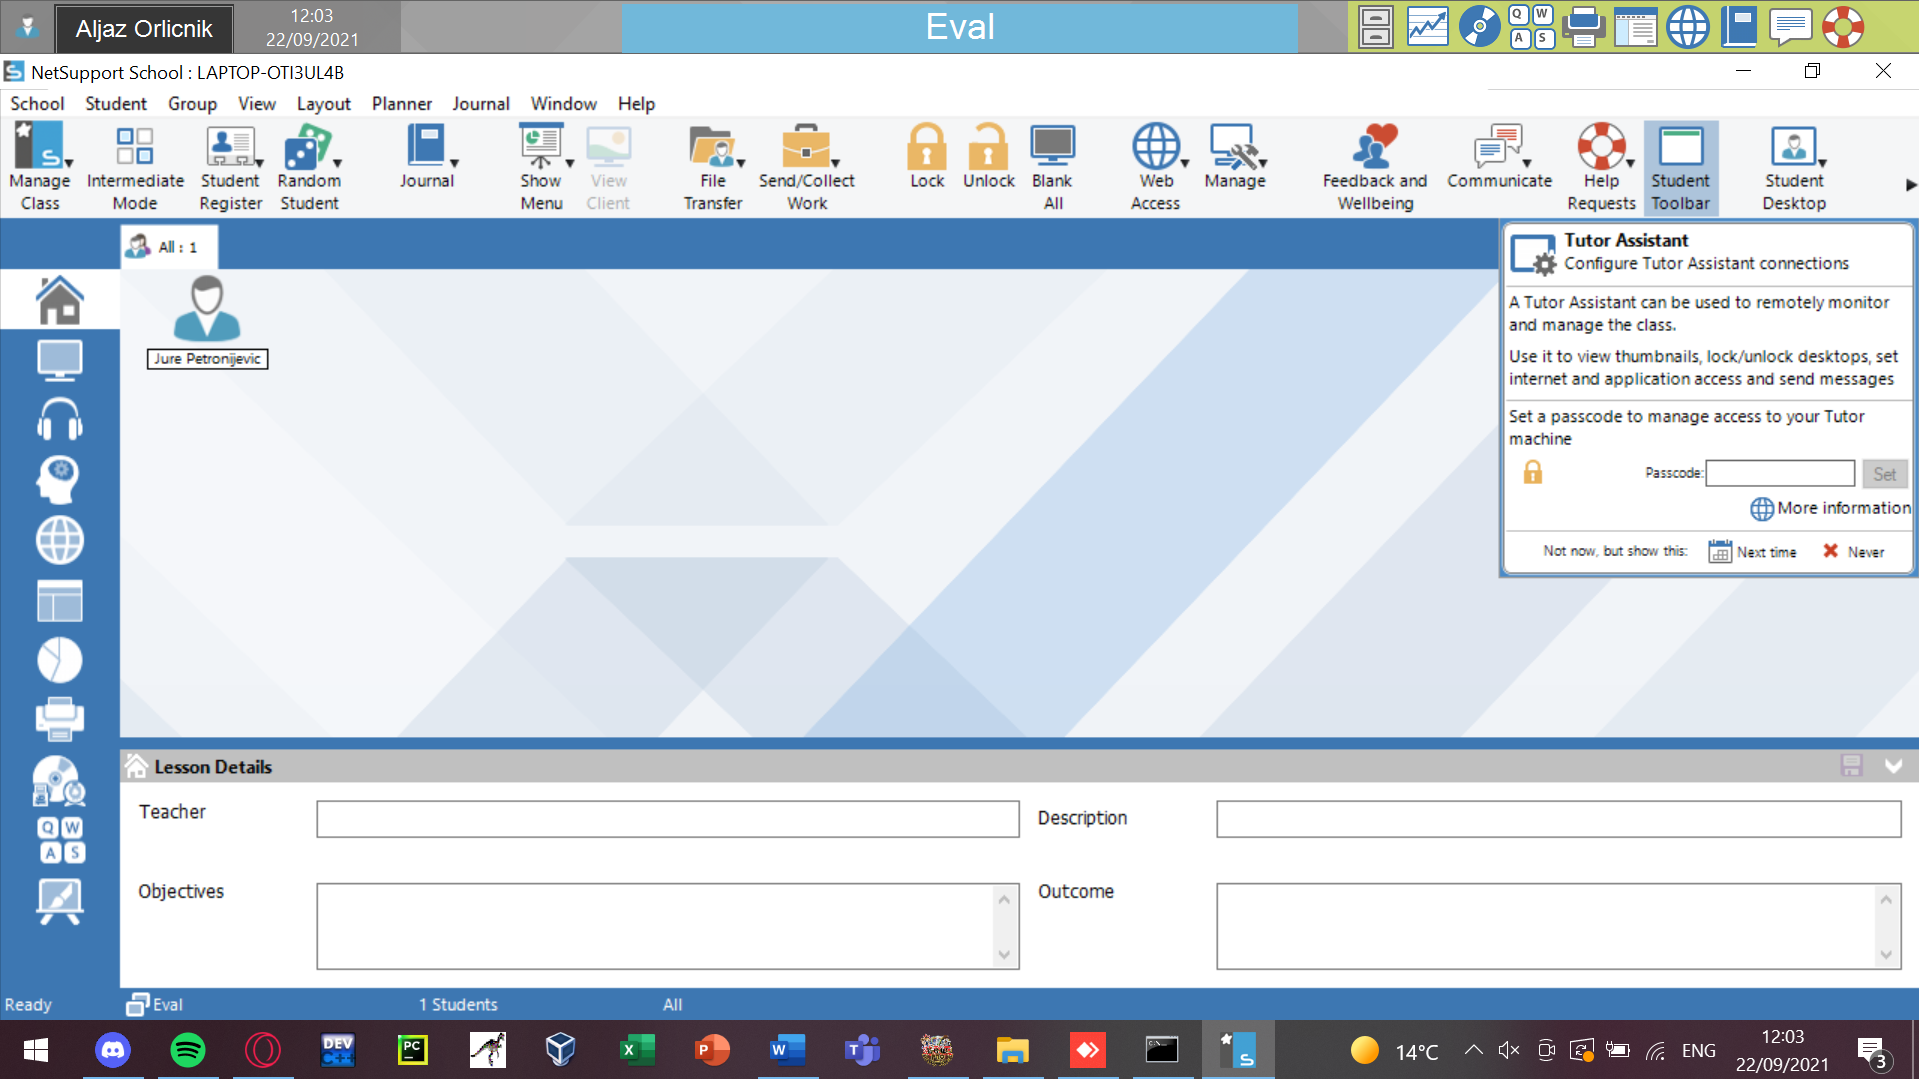 Aljaz Orlicnik
12:03
22/09/2021
Eval
Q W
A S
NetSupport School : LAPTOP-OTI3UL4B
School Student Group View Layout Planner Journal Window Help
Manage Class
Intermediate Mode
Student Register
Random Student
Journal
Show Menu
View Client
File Transfer
Send/Collect Work
Lock
Unlock
Blank All
Web Access
Manage
Feedback and Wellbeing
Communicate
Help Requests
Student Toolbar
Student Desktop
All : 1
Jure Petronijevic
Tutor Assistant
Configure Tutor Assistant connections
A Tutor Assistant can be used to remotely monitor
and manage the class.
Use it to view thumbnails, lock/unlock desktops, set
internet and application access and send messages
Set a passcode to manage access to your Tutor
machine
Passcode:
Set
More information
Not now, but show this: Next time Never
Q W
A S
Lesson Details
Teacher
Description
Objectives
Outcome
Ready Eval 1 Students All
DEV C++
PC
X
P
W
T
S
14°C
ENG
12:03
22/09/2021
3